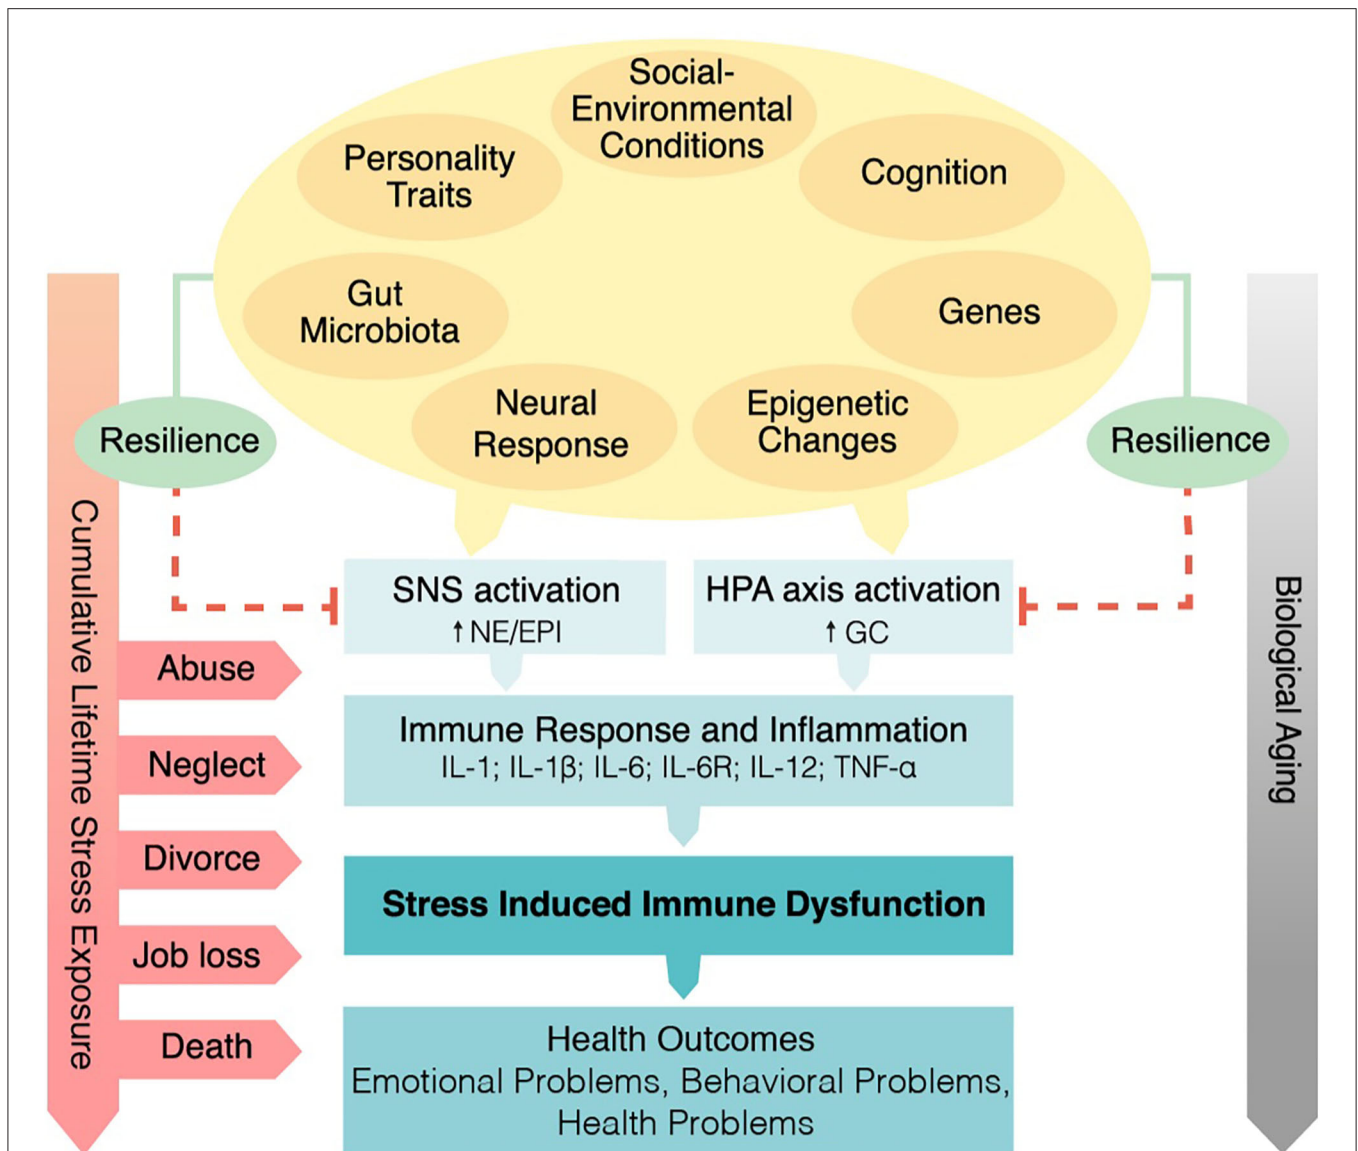 Social-
Environmental
Conditions
Personality
Traits
Cognition
Gut
Microbiota
Genes
Neural
Response
Epigenetic
Changes
Resilience
Resilience
Cumulative Lifetime Stress Exposure
Biological Aging
SNS activation
↑ NE/EPI
HPA axis activation
↑ GC
Abuse
Neglect
Divorce
Job loss
Death
Immune Response and Inflammation
IL-1; IL-1β; IL-6; IL-6R; IL-12; TNF-α
Stress Induced Immune Dysfunction
Health Outcomes
Emotional Problems, Behavioral Problems,
Health Problems